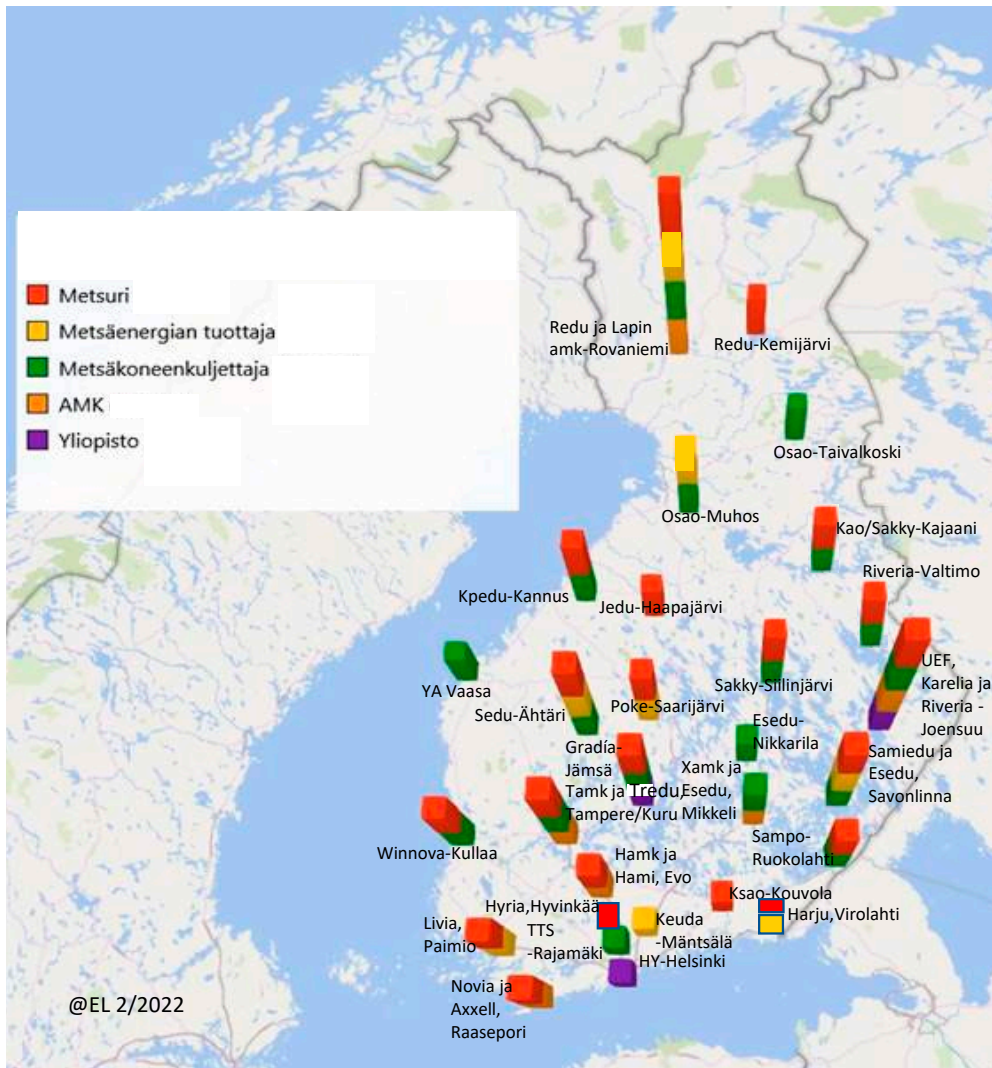 Metsuri
Metsäenergian tuottaja
Metsäkoneenkuljettaja
AMK
Yliopisto
Redu ja Lapin
amk-Rovaniemi
Redu-Kemijärvi
Osao-Taivalkoski
Osao-Muhos
Kao/Sakky-Kajaani
Riveria-Valtimo
Kpedu-Kannus
Jedu-Haapajärvi
UEF,
Karelia ja
Riveria -
Joensuu
YA Vaasa
Sedu-Ähtäri
Poke-Saarijärvi
Sakky-Siilinjärvi
Esedu-
Nikkarila
Gradia-
Jämsä
Xamk ja
Esedu,
Mikkeli
Samiedu ja
Esedu,
Savonlinna
Tamk ja Tredu,
Tampere/Kuru
Sampo-
Ruokolahti
Winnova-Kullaa
Hamk ja
Hami, Evo
Ksao-Kouvola
Harju,Virolahti
Hyria,Hyvinkää
TTS
-Rajamäki
Keuda
-Mäntsälä
Livia,
Paimio
HY-Helsinki
Novia ja
Axxell,
Raasepori
@EL 2/2022